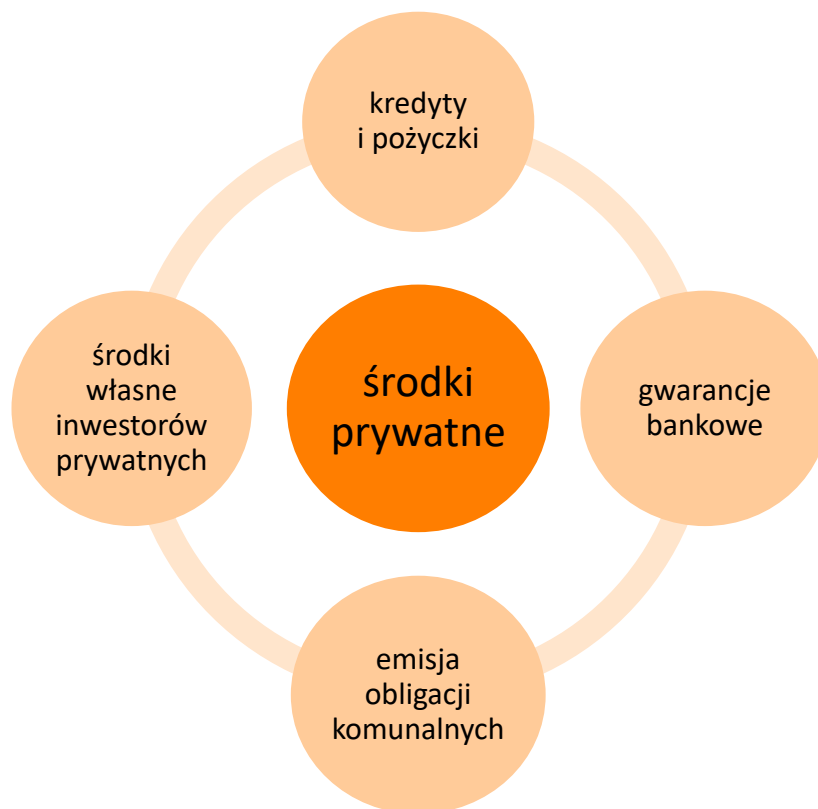 kredyty
i pożyczki
środki
własne
inwestorów
prywatnych
środki
prywatne
gwarancje
bankowe
emisja
obligacji
komunalnych